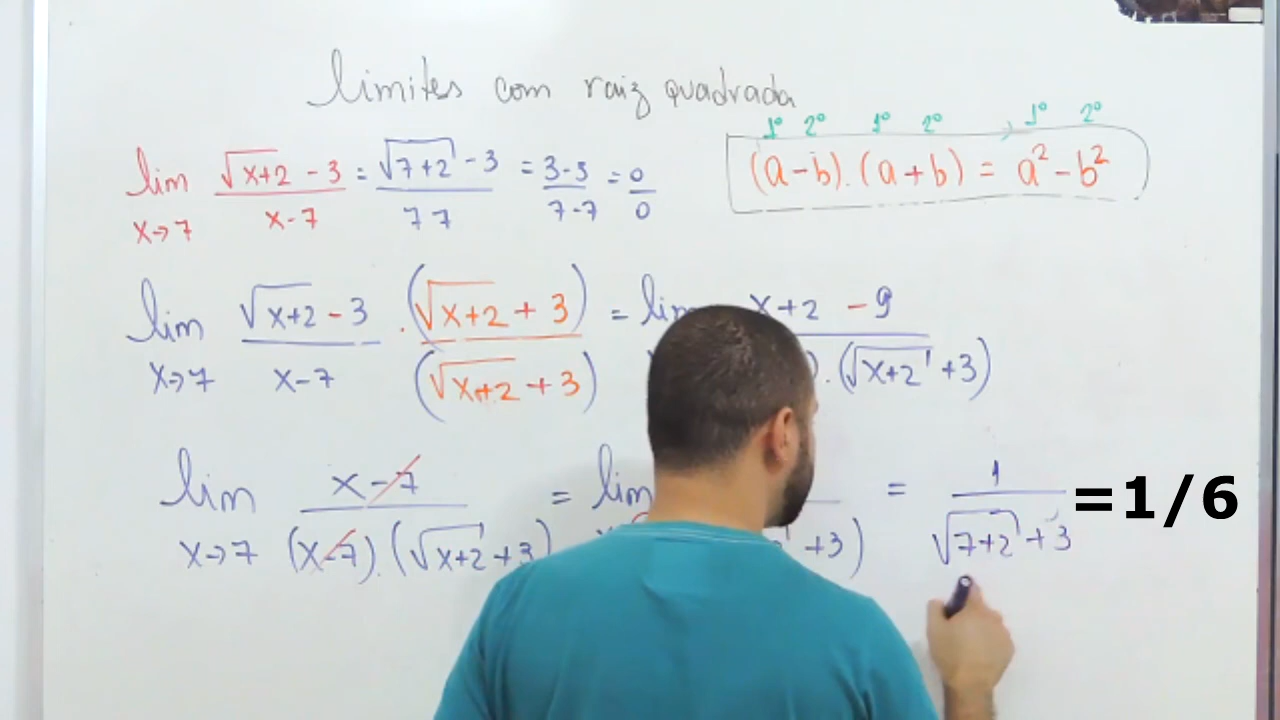 limites com raiz quadrada
1º 2º 1º 2º 1º 2º
(a-b).(a+b) = a²-b²
lim x→7 (√x+2 - 3)/(x-7) = (√7+2 - 3)/(7 7) = (3-3)/(7-7) = 0/0
lim x→7 (√x+2 - 3)/(x-7) . (√x+2 + 3)/(√x+2 + 3) = lim (x+2 - 9)/().(√x+2 + 3)
lim x→7 (x-7)/(x-7).(√x+2 + 3) = lim +3) = 1/(√7+2 + 3) =1/6